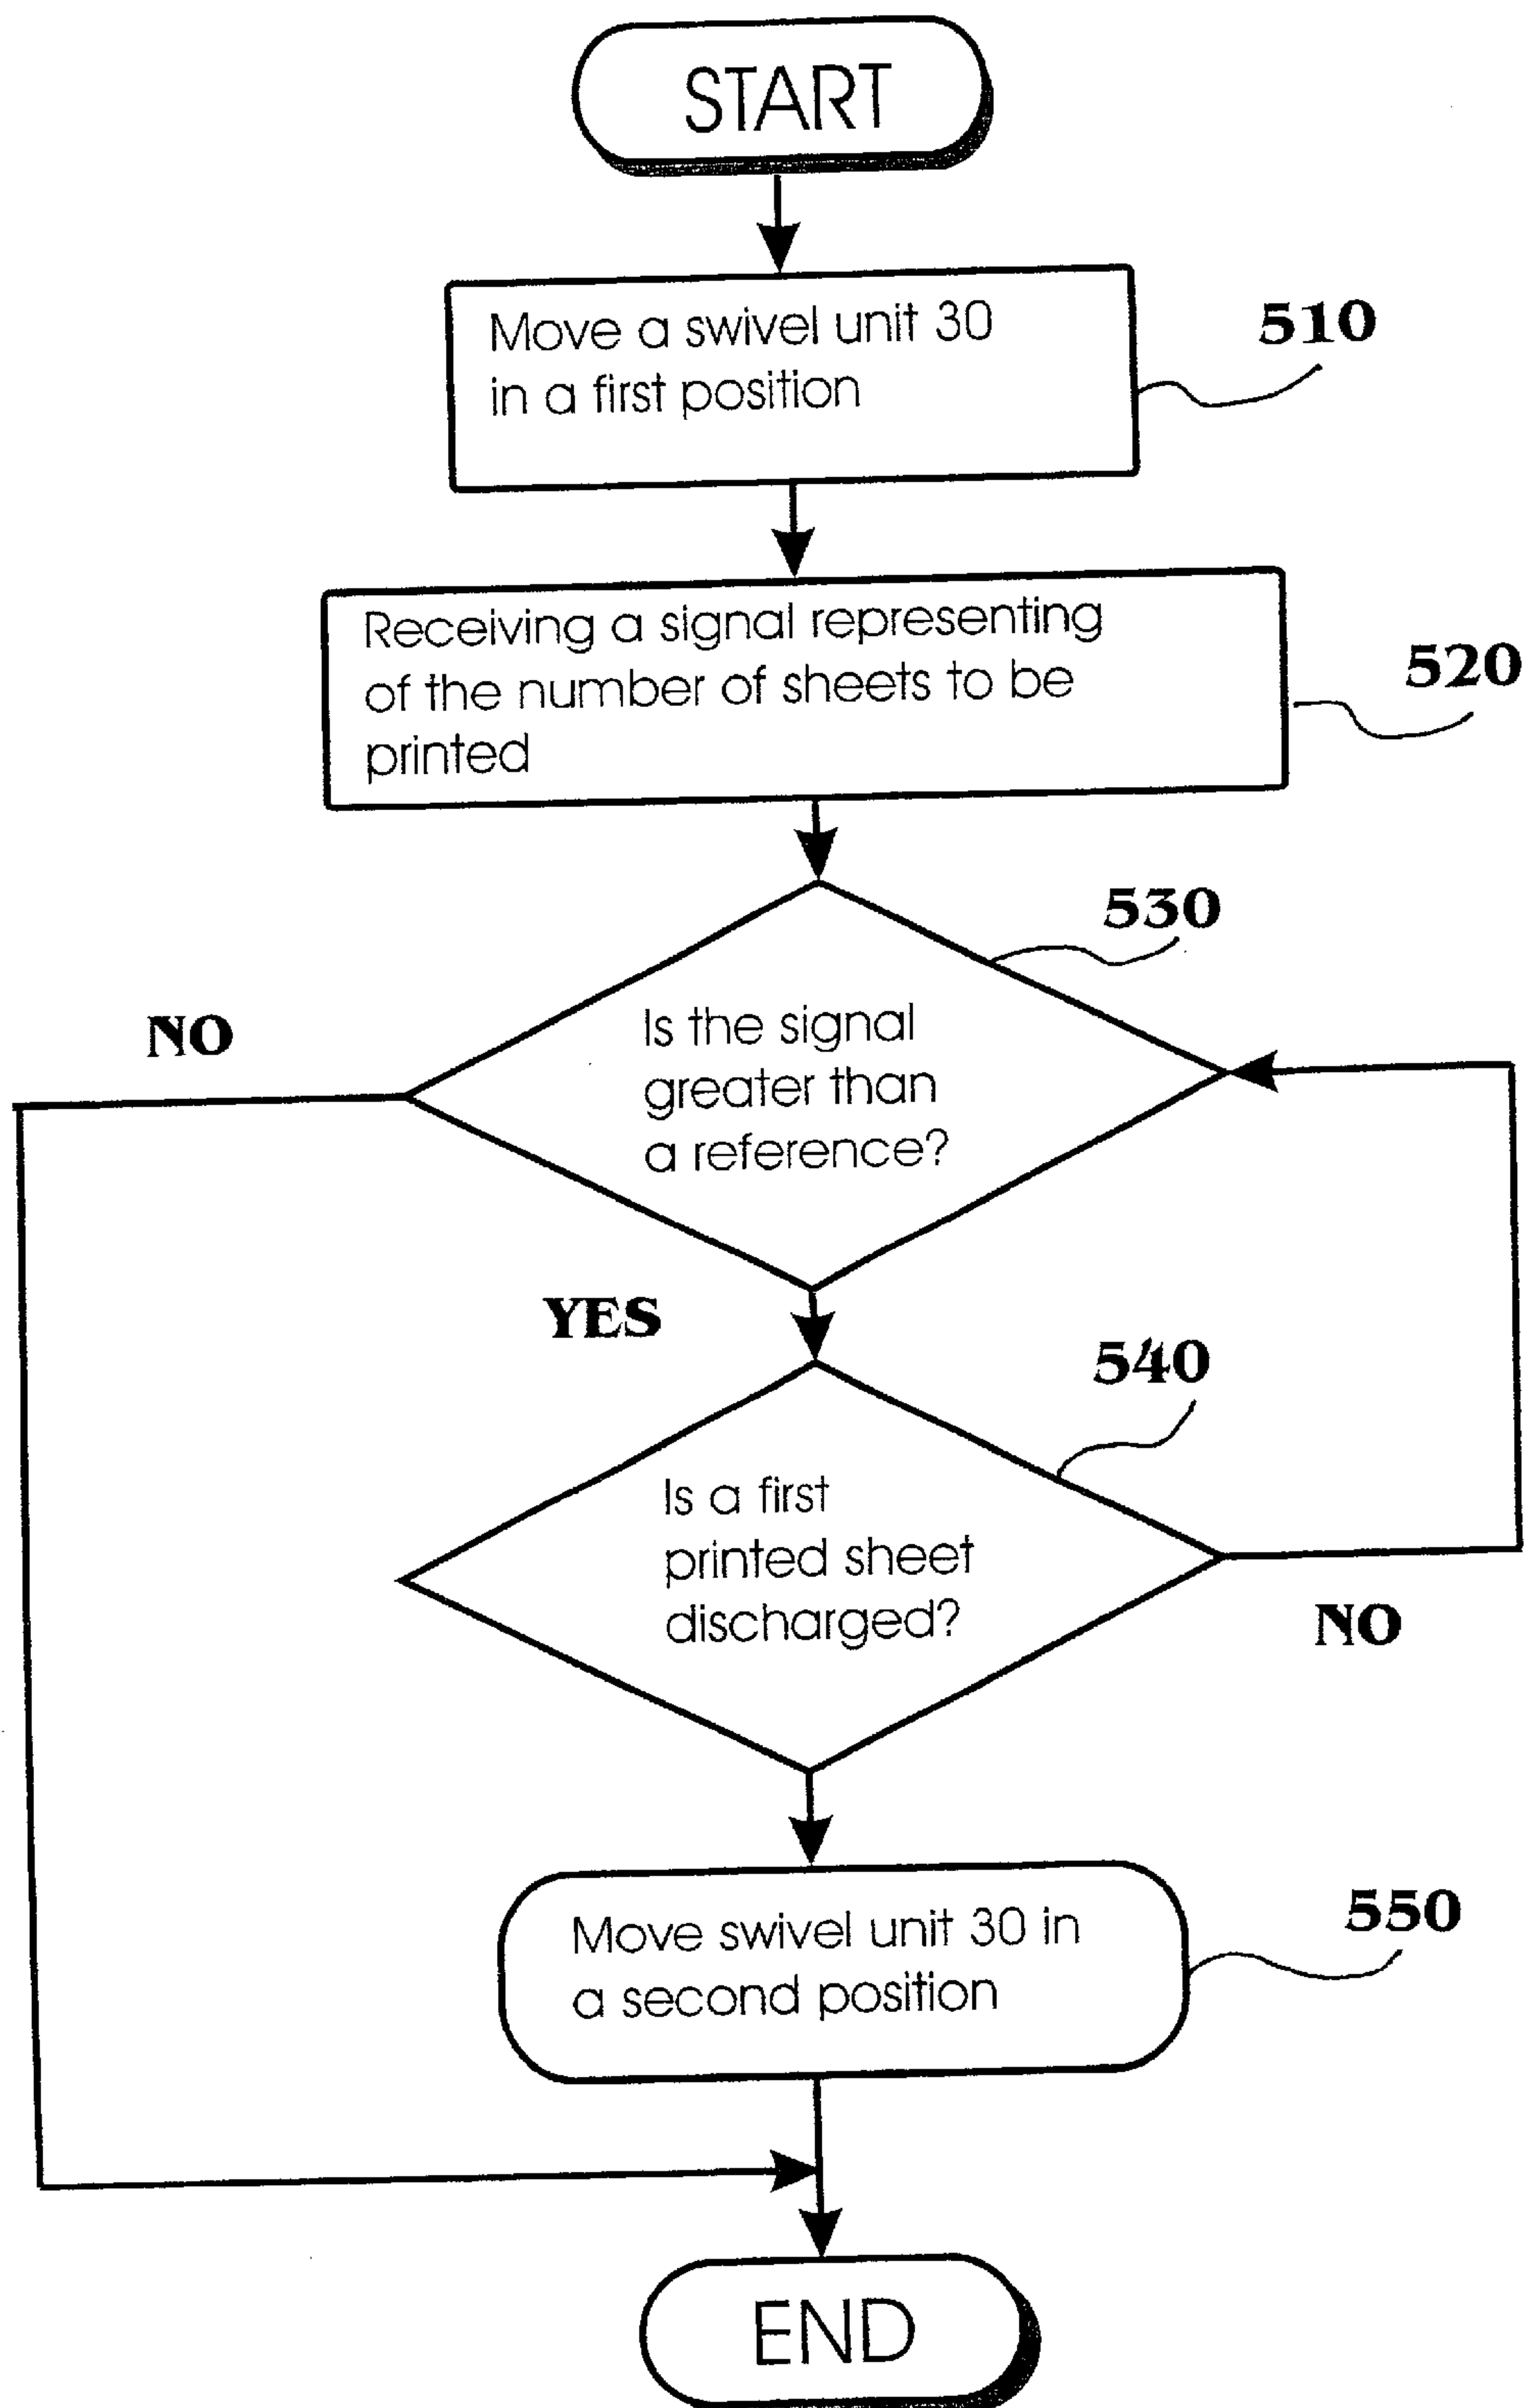 START
Move a swivel unit 30
in a first position
510
Receiving a signal representing
of the number of sheets to be
printed
520
530
NO
Is the signal
greater than
a reference?
YES
540
Is a first
printed sheet
discharged?
NO
Move swivel unit 30 in
a second position
550
END